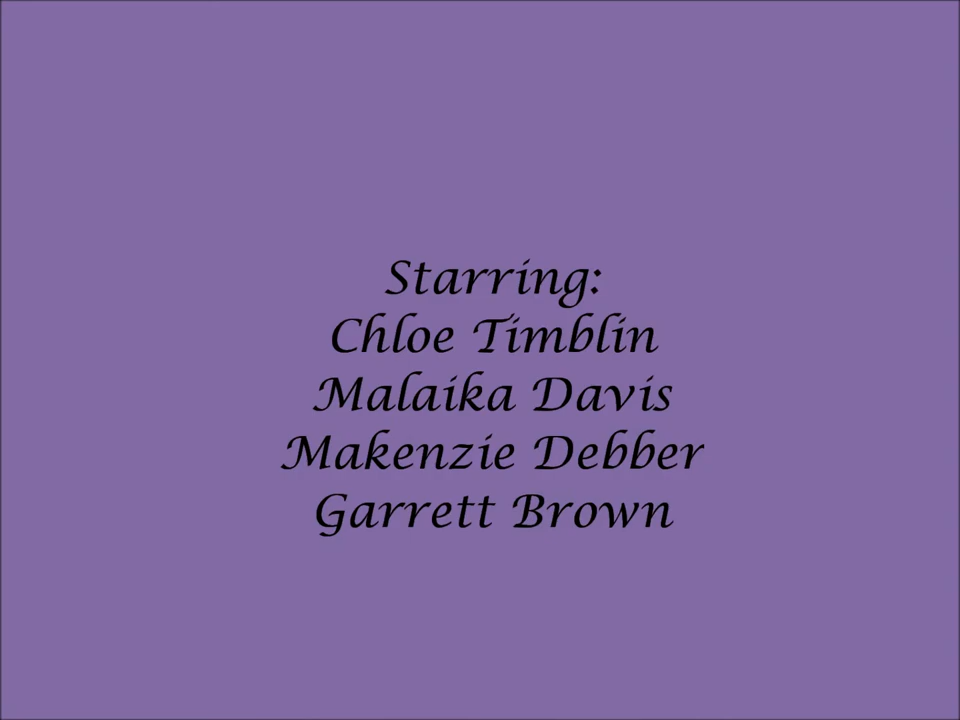 Starring:
Chloe Timblin
Malaika Davis
Makenzie Debber
Garrett Brown